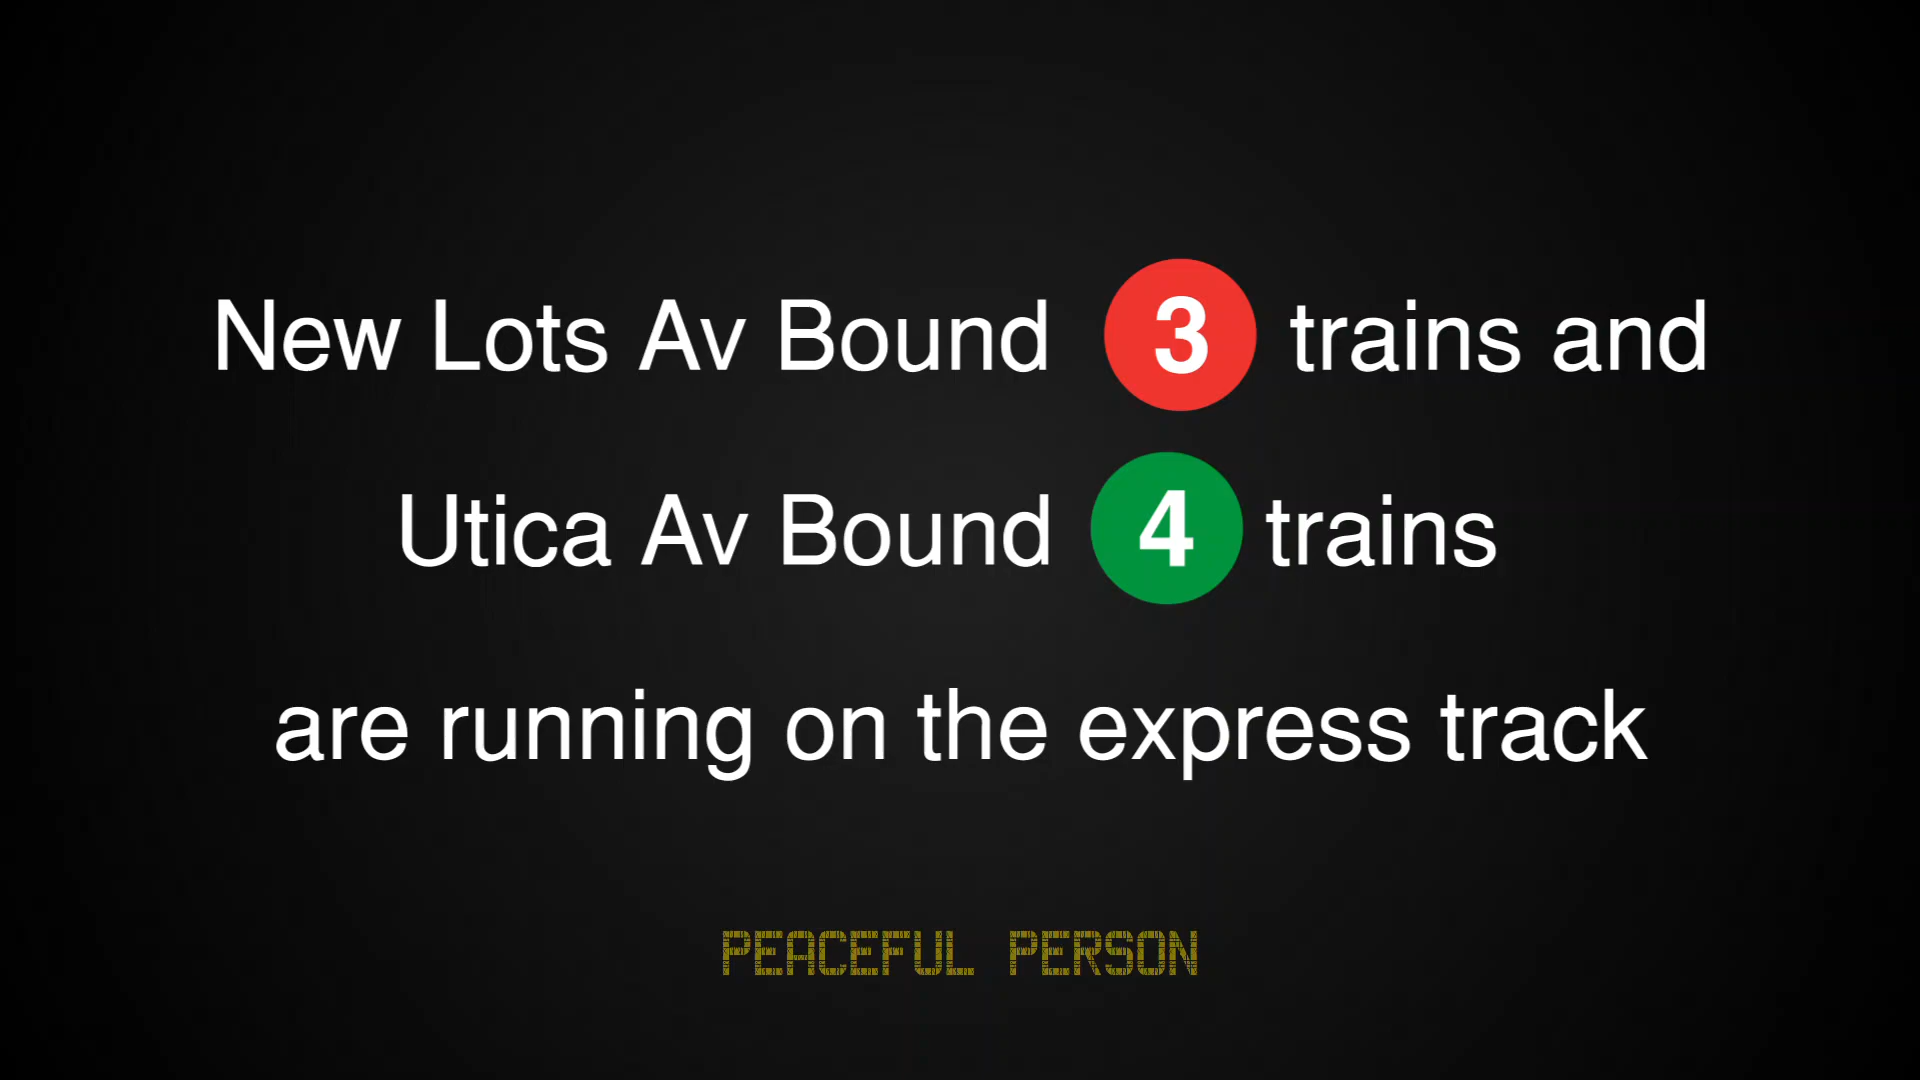 New Lots Av Bound 3 trains and
Utica Av Bound 4 trains
are running on the express track
PEACEFUL PERSON